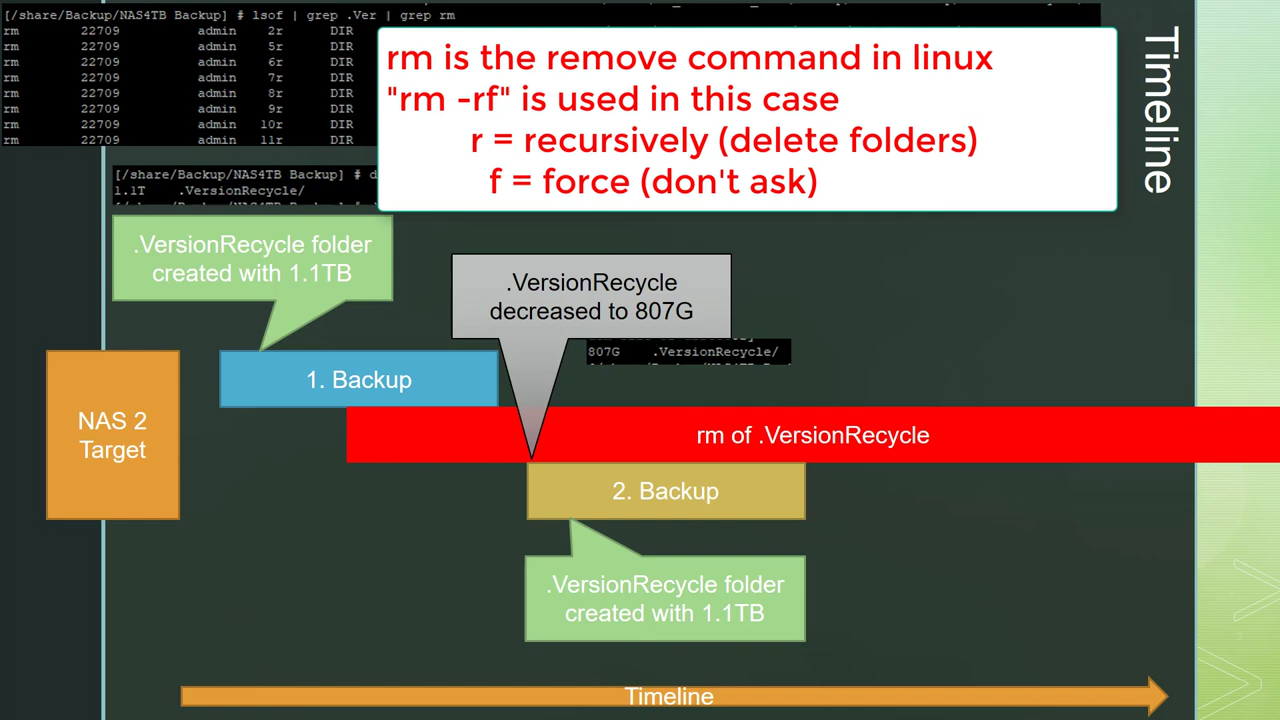 [/share/Backup/NAS4TB Backup] # lsof | grep .Ver | grep rm
rm 22709 admin 2r DIR
rm 22709 admin 5r DIR
rm 22709 admin 6r DIR
rm 22709 admin 7r DIR
rm 22709 admin 8r DIR
rm 22709 admin 9r DIR
rm 22709 admin 10r DIR
rm 22709 admin 11r DIR
rm is the remove command in linux
"rm -rf" is used in this case
r = recursively (delete folders)
f = force (don't ask)
Timeline
[/share/Backup/NAS4TB Backup] # d
1.1T .VersionRecycle/
.VersionRecycle folder
created with 1.1TB
.VersionRecycle
decreased to 807G
807G .VersionRecycle/
1. Backup
NAS 2
Target
rm of .VersionRecycle
2. Backup
.VersionRecycle folder
created with 1.1TB
Timeline